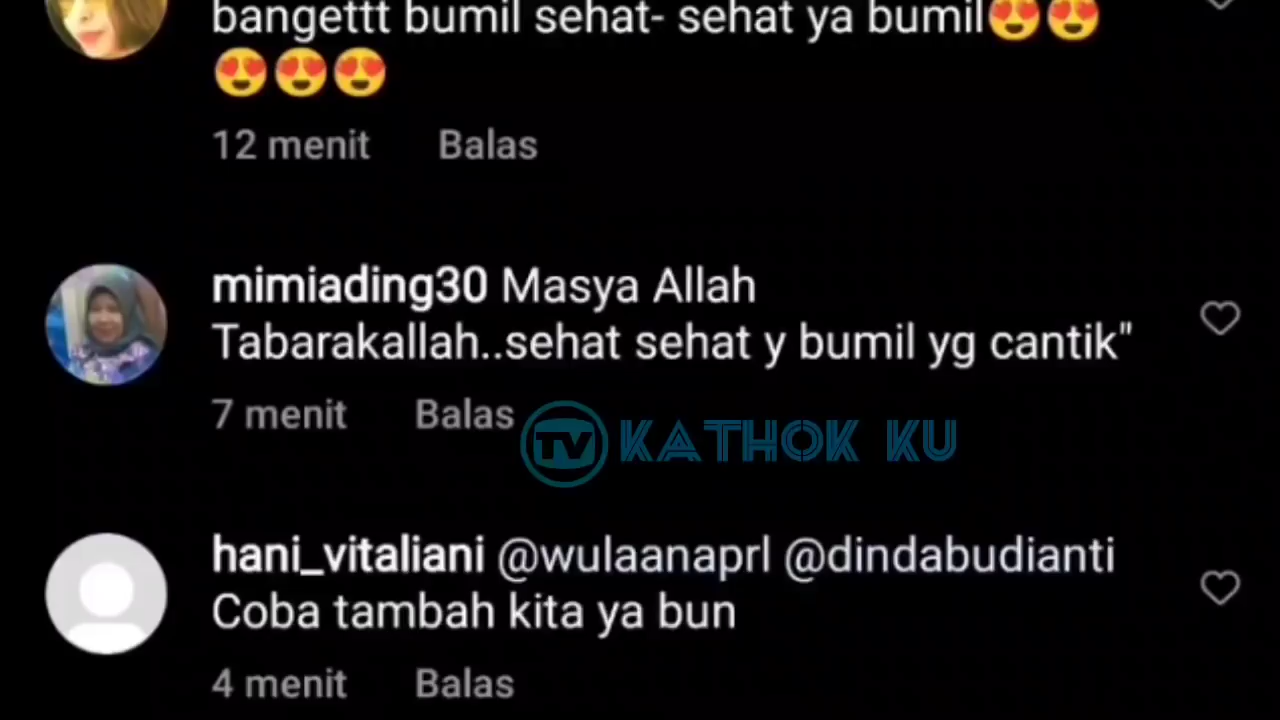 bangettt bumil sehat- sehat ya bumil😍😍
😍😍😍
12 menit Balas
mimiading30 Masya Allah
Tabarakallah..sehat sehat y bumil yg cantik"
7 menit Balas
TV KATHOK KU
hani_vitaliani @wulaanaprl @dindabudianti
Coba tambah kita ya bun
4 menit Balas